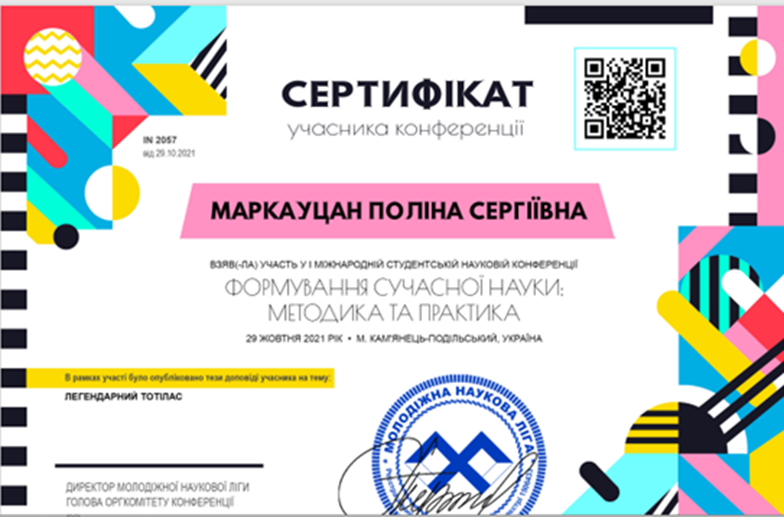 СЕРТИФІКАТ
учасника конференції
IN 2057
від 29.10.2021
МАРКАУЦАН ПОЛІНА СЕРГІЇВНА
ВЗЯВ(-ЛА) УЧАСТЬ У І МІЖНАРОДНІЙ СТУДЕНТСЬКІЙ НАУКОВІЙ КОНФЕРЕНЦІЇ
ФОРМУВАННЯ СУЧАСНОЇ НАУКИ:
МЕТОДИКА ТА ПРАКТИКА
29 ЖОВТНЯ 2021 РІК • М. КАМ'ЯНЕЦЬ-ПОДІЛЬСЬКИЙ, УКРАЇНА
В рамках участі було опубліковано тези доповіді учасника на тему:
ЛЕГЕНДАРНИЙ ТОТІЛАС
МОЛОДІЖНА НАУКОВА ЛІГА
ДИРЕКТОР МОЛОДІЖНОЇ НАУКОВОЇ ЛІГИ
ГОЛОВА ОРГКОМІТЕТУ КОНФЕРЕНЦІЇ